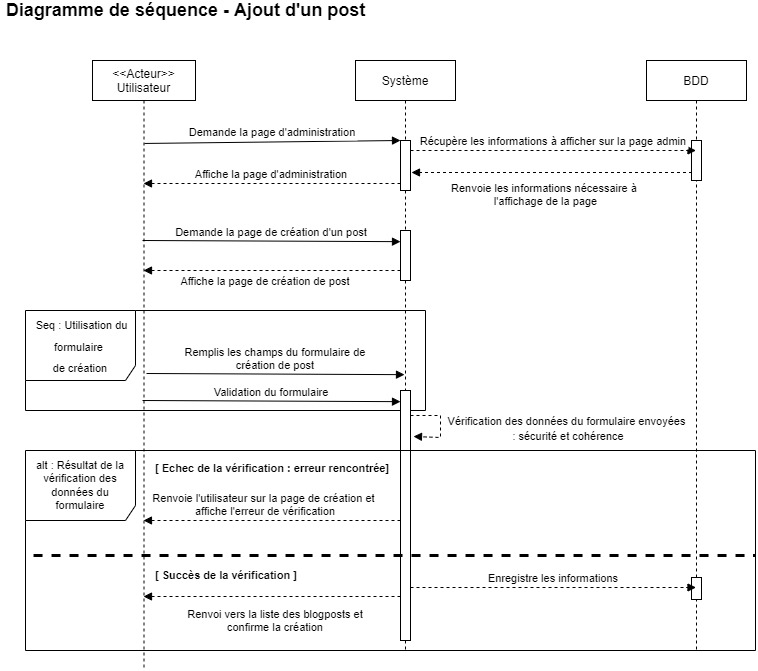 Diagramme de séquence - Ajout d'un post
<<Acteur>>
Utilisateur
Système
BDD
Demande la page d'administration
Récupère les informations à afficher sur la page admin
Affiche la page d'administration
Renvoie les informations nécessaire à
l'affichage de la page
Demande la page de création d'un post
Affiche la page de création de post
Seq : Utilisation du
formulaire
de création
Remplis les champs du formulaire de
création de post
Validation du formulaire
Vérification des données du formulaire envoyées
: sécurité et cohérence
alt : Résultat de la
vérification des
données du
formulaire
[ Echec de la vérification : erreur rencontrée]
Renvoie l'utilisateur sur la page de création et
affiche l'erreur de vérification
[ Succès de la vérification ]
Enregistre les informations
Renvoi vers la liste des blogposts et
confirme la création